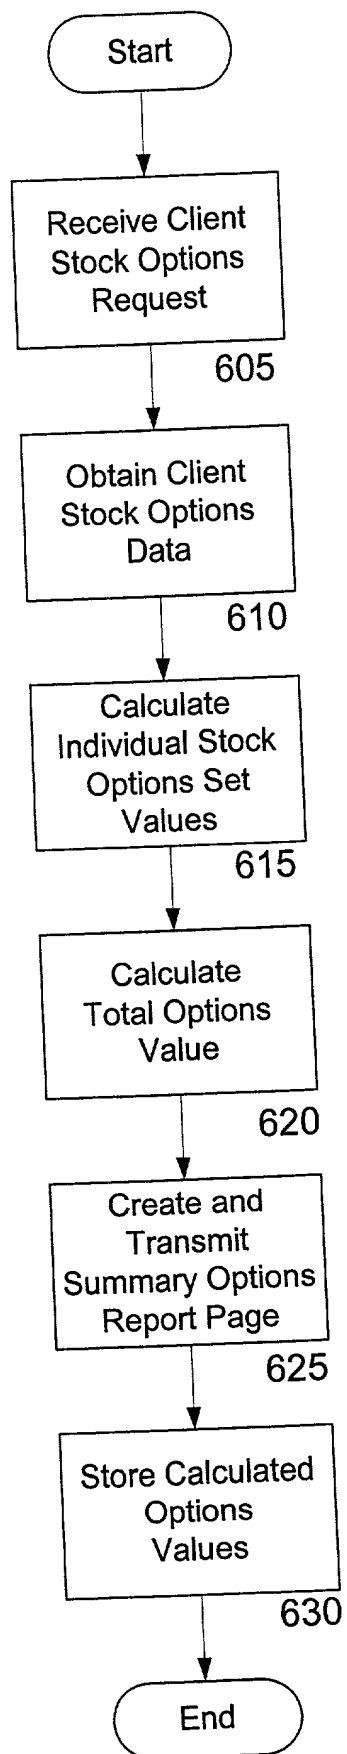 Start
Receive Client
Stock Options
Request
605
Obtain Client
Stock Options
Data
610
Calculate
Individual Stock
Options Set
Values
615
Calculate
Total Options
Value
620
Create and
Transmit
Summary Options
Report Page
625
Store Calculated
Options
Values
630
End